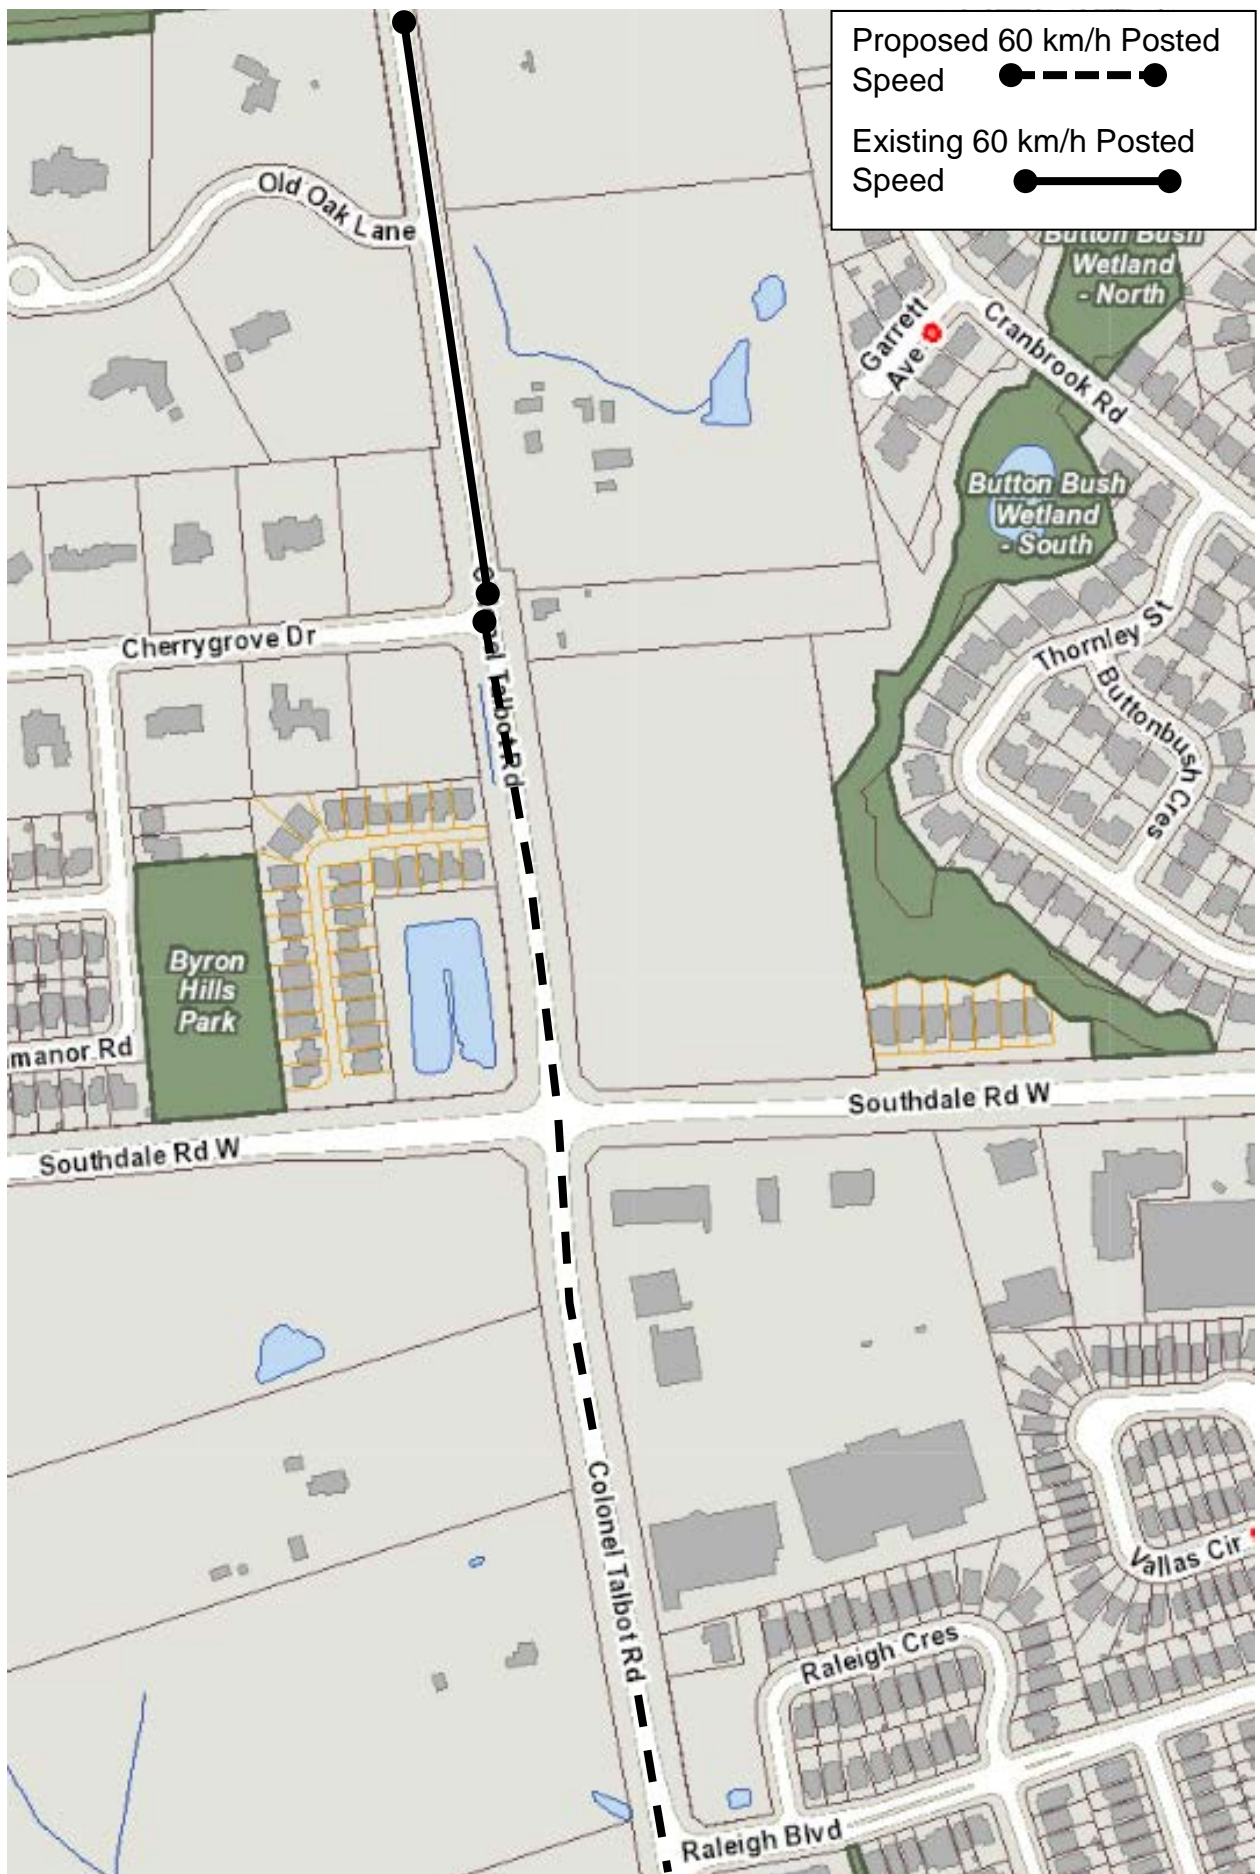 Proposed 60 km/h Posted
Speed
Existing 60 km/h Posted
Speed
Old Oak Lane
Button Bush
Wetland
- North
Garrett
Ave
Cranbrook Rd
Button Bush
Wetland
- South
Cherrygrove Dr
Thornley St
Buttonbush Cres
Talbot Rd
Byron
Hills
Park
manor Rd
Southdale Rd W
Southdale Rd W
Colonel Talbot Rd
Vallas Cir
Raleigh Cres
Raleigh Blvd